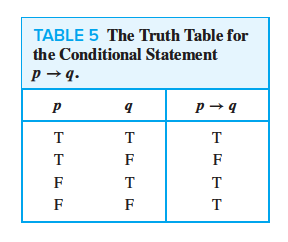 TABLE 5 The Truth Table for
the Conditional Statement
p → q.
p q p → q
T T T
T F F
F T T
F F T